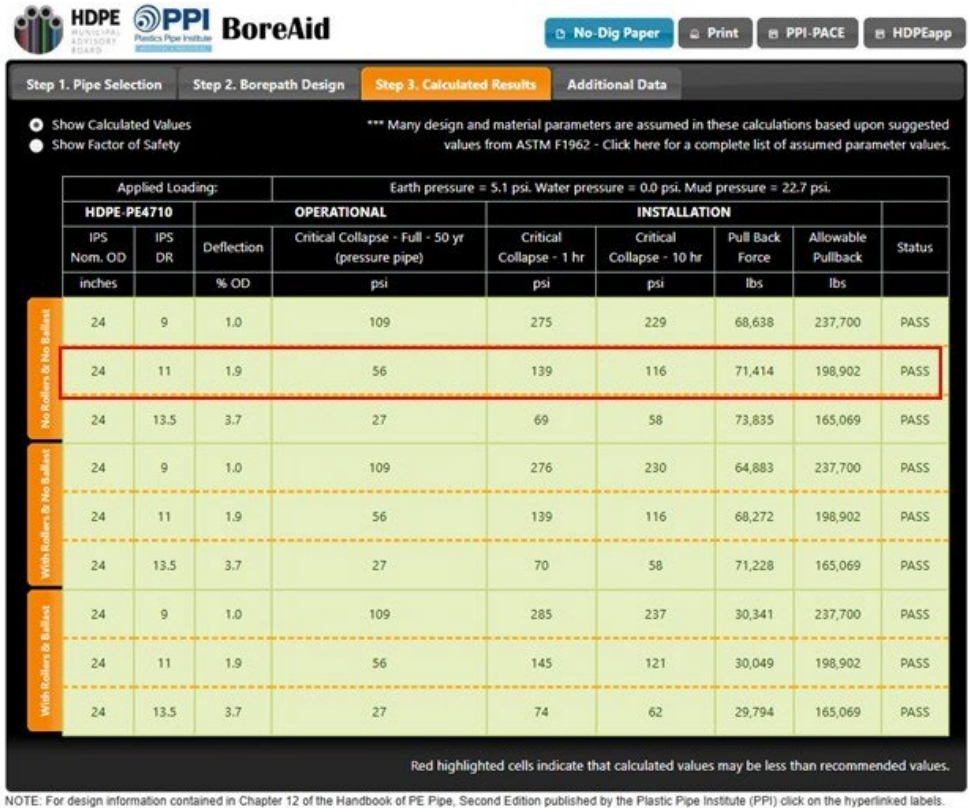 HDPE
MUNICIPAL
ADVISORY
BOARD
PPI
Plastics Pipe Institute
BoreAid
No-Dig Paper
Print
PPI-PACE
HDPEapp
Step 1. Pipe Selection Step 2. Borepath Design Step 3. Calculated Results Additional Data
Show Calculated Values
Show Factor of Safety
*** Many design and material parameters are assumed in these calculations based upon suggested
values from ASTM F1962 - Click here for a complete list of assumed parameter values.
Applied Loading: Earth pressure = 5.1 psi. Water pressure = 0.0 psi. Mud pressure = 22.7 psi.
HDPE-PE4710 OPERATIONAL INSTALLATION
IPS Nom. OD IPS DR Deflection Critical Collapse - Full - 50 yr (pressure pipe) Critical Collapse - 1 hr Critical Collapse - 10 hr Pull Back Force Allowable Pullback Status
inches % OD psi psi psi lbs lbs
No Rollers & No Ballast
24 9 1.0 109 275 229 68,638 237,700 PASS
24 11 1.9 56 139 116 71,414 198,902 PASS
24 13.5 3.7 27 69 58 73,835 165,069 PASS
With Rollers & No Ballast
24 9 1.0 109 276 230 64,883 237,700 PASS
24 11 1.9 56 139 116 68,272 198,902 PASS
24 13.5 3.7 27 70 58 71,228 165,069 PASS
With Rollers & Ballast
24 9 1.0 109 285 237 30,341 237,700 PASS
24 11 1.9 56 145 121 30,049 198,902 PASS
24 13.5 3.7 27 74 62 29,794 165,069 PASS
Red highlighted cells indicate that calculated values may be less than recommended values.
NOTE: For design information contained in Chapter 12 of the Handbook of PE Pipe, Second Edition published by the Plastic Pipe Institute (PPI) click on the hyperlinked labels.